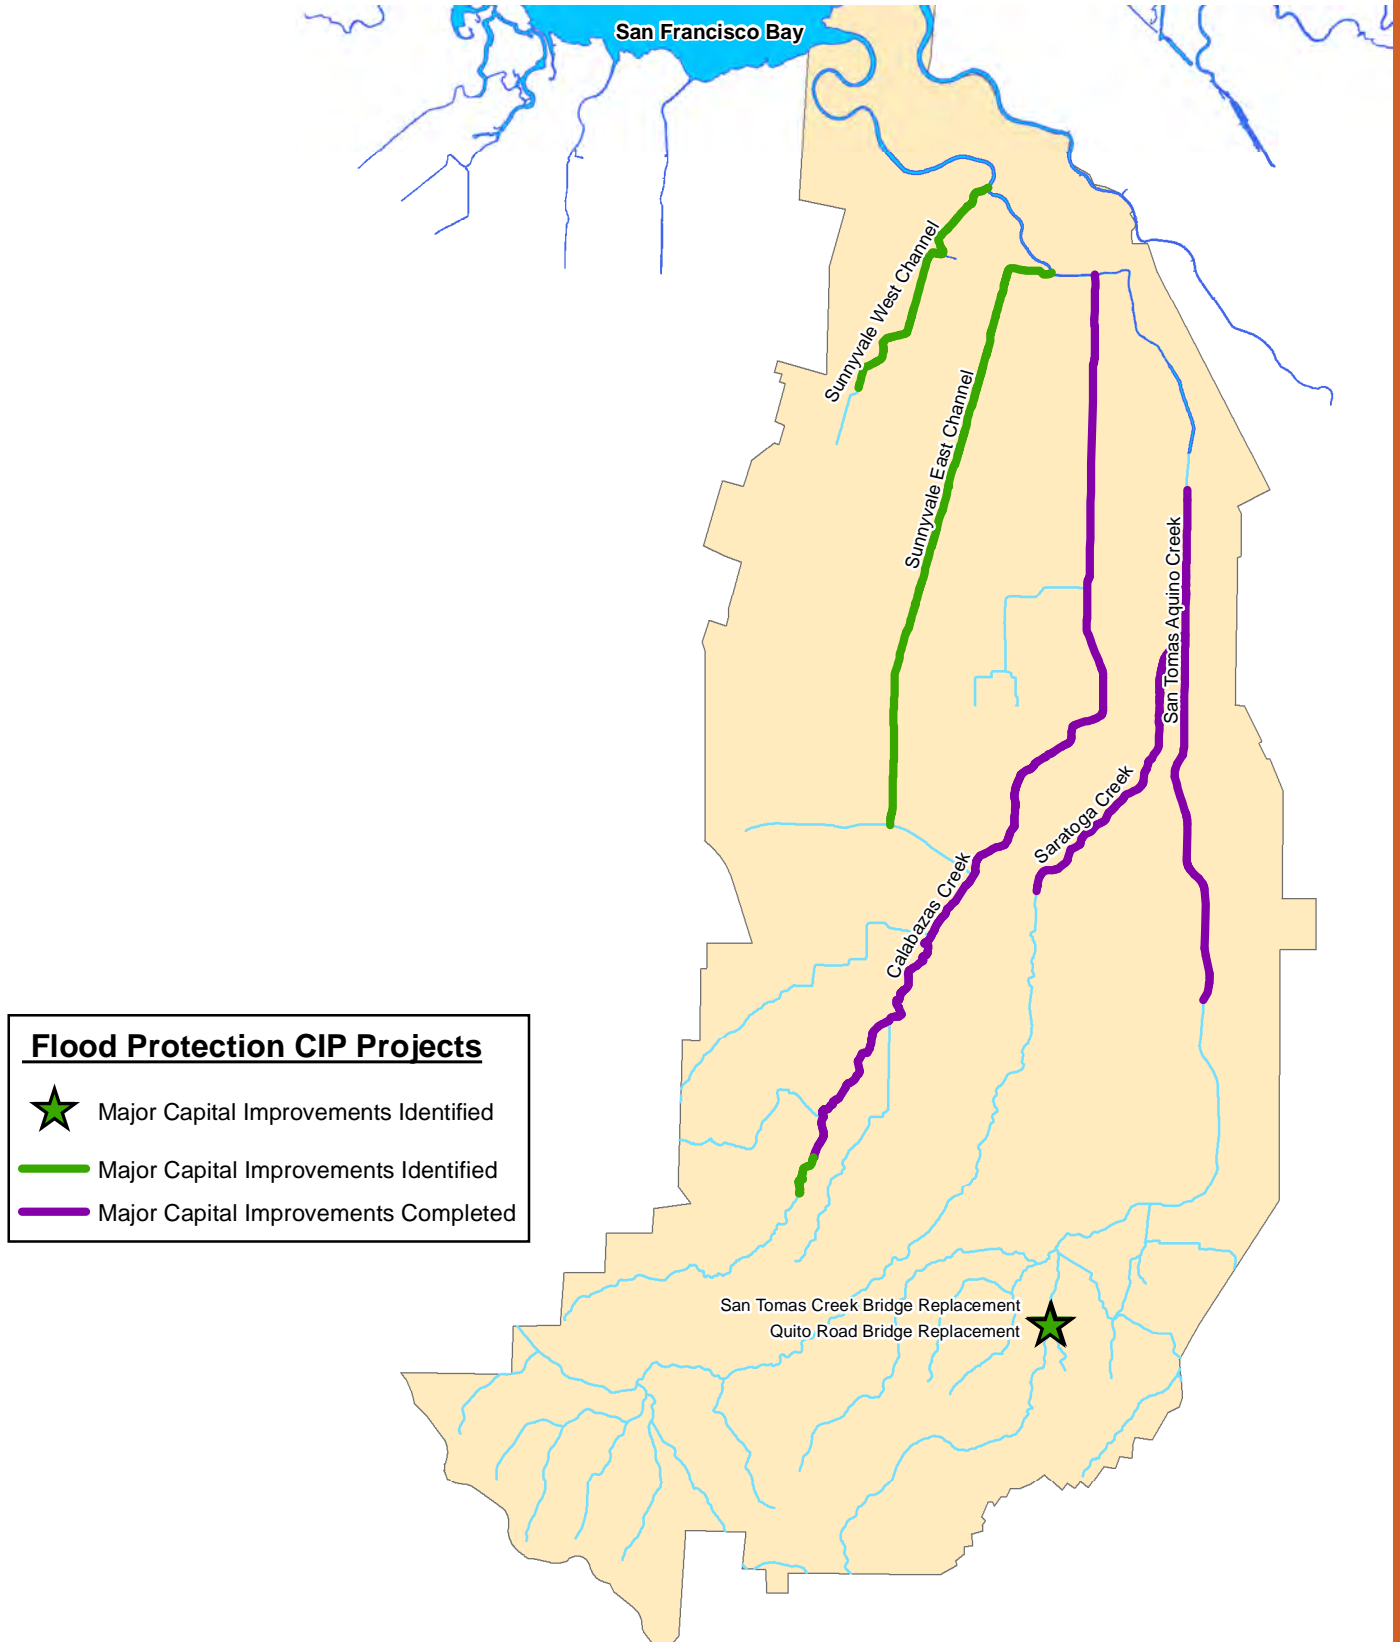 San Francisco Bay
Sunnyvale West Channel
Sunnyvale East Channel
San Tomas Aquino Creek
Saratoga Creek
Calabazas Creek
Flood Protection CIP Projects
Major Capital Improvements Identified
Major Capital Improvements Identified
Major Capital Improvements Completed
San Tomas Creek Bridge Replacement
Quito Road Bridge Replacement